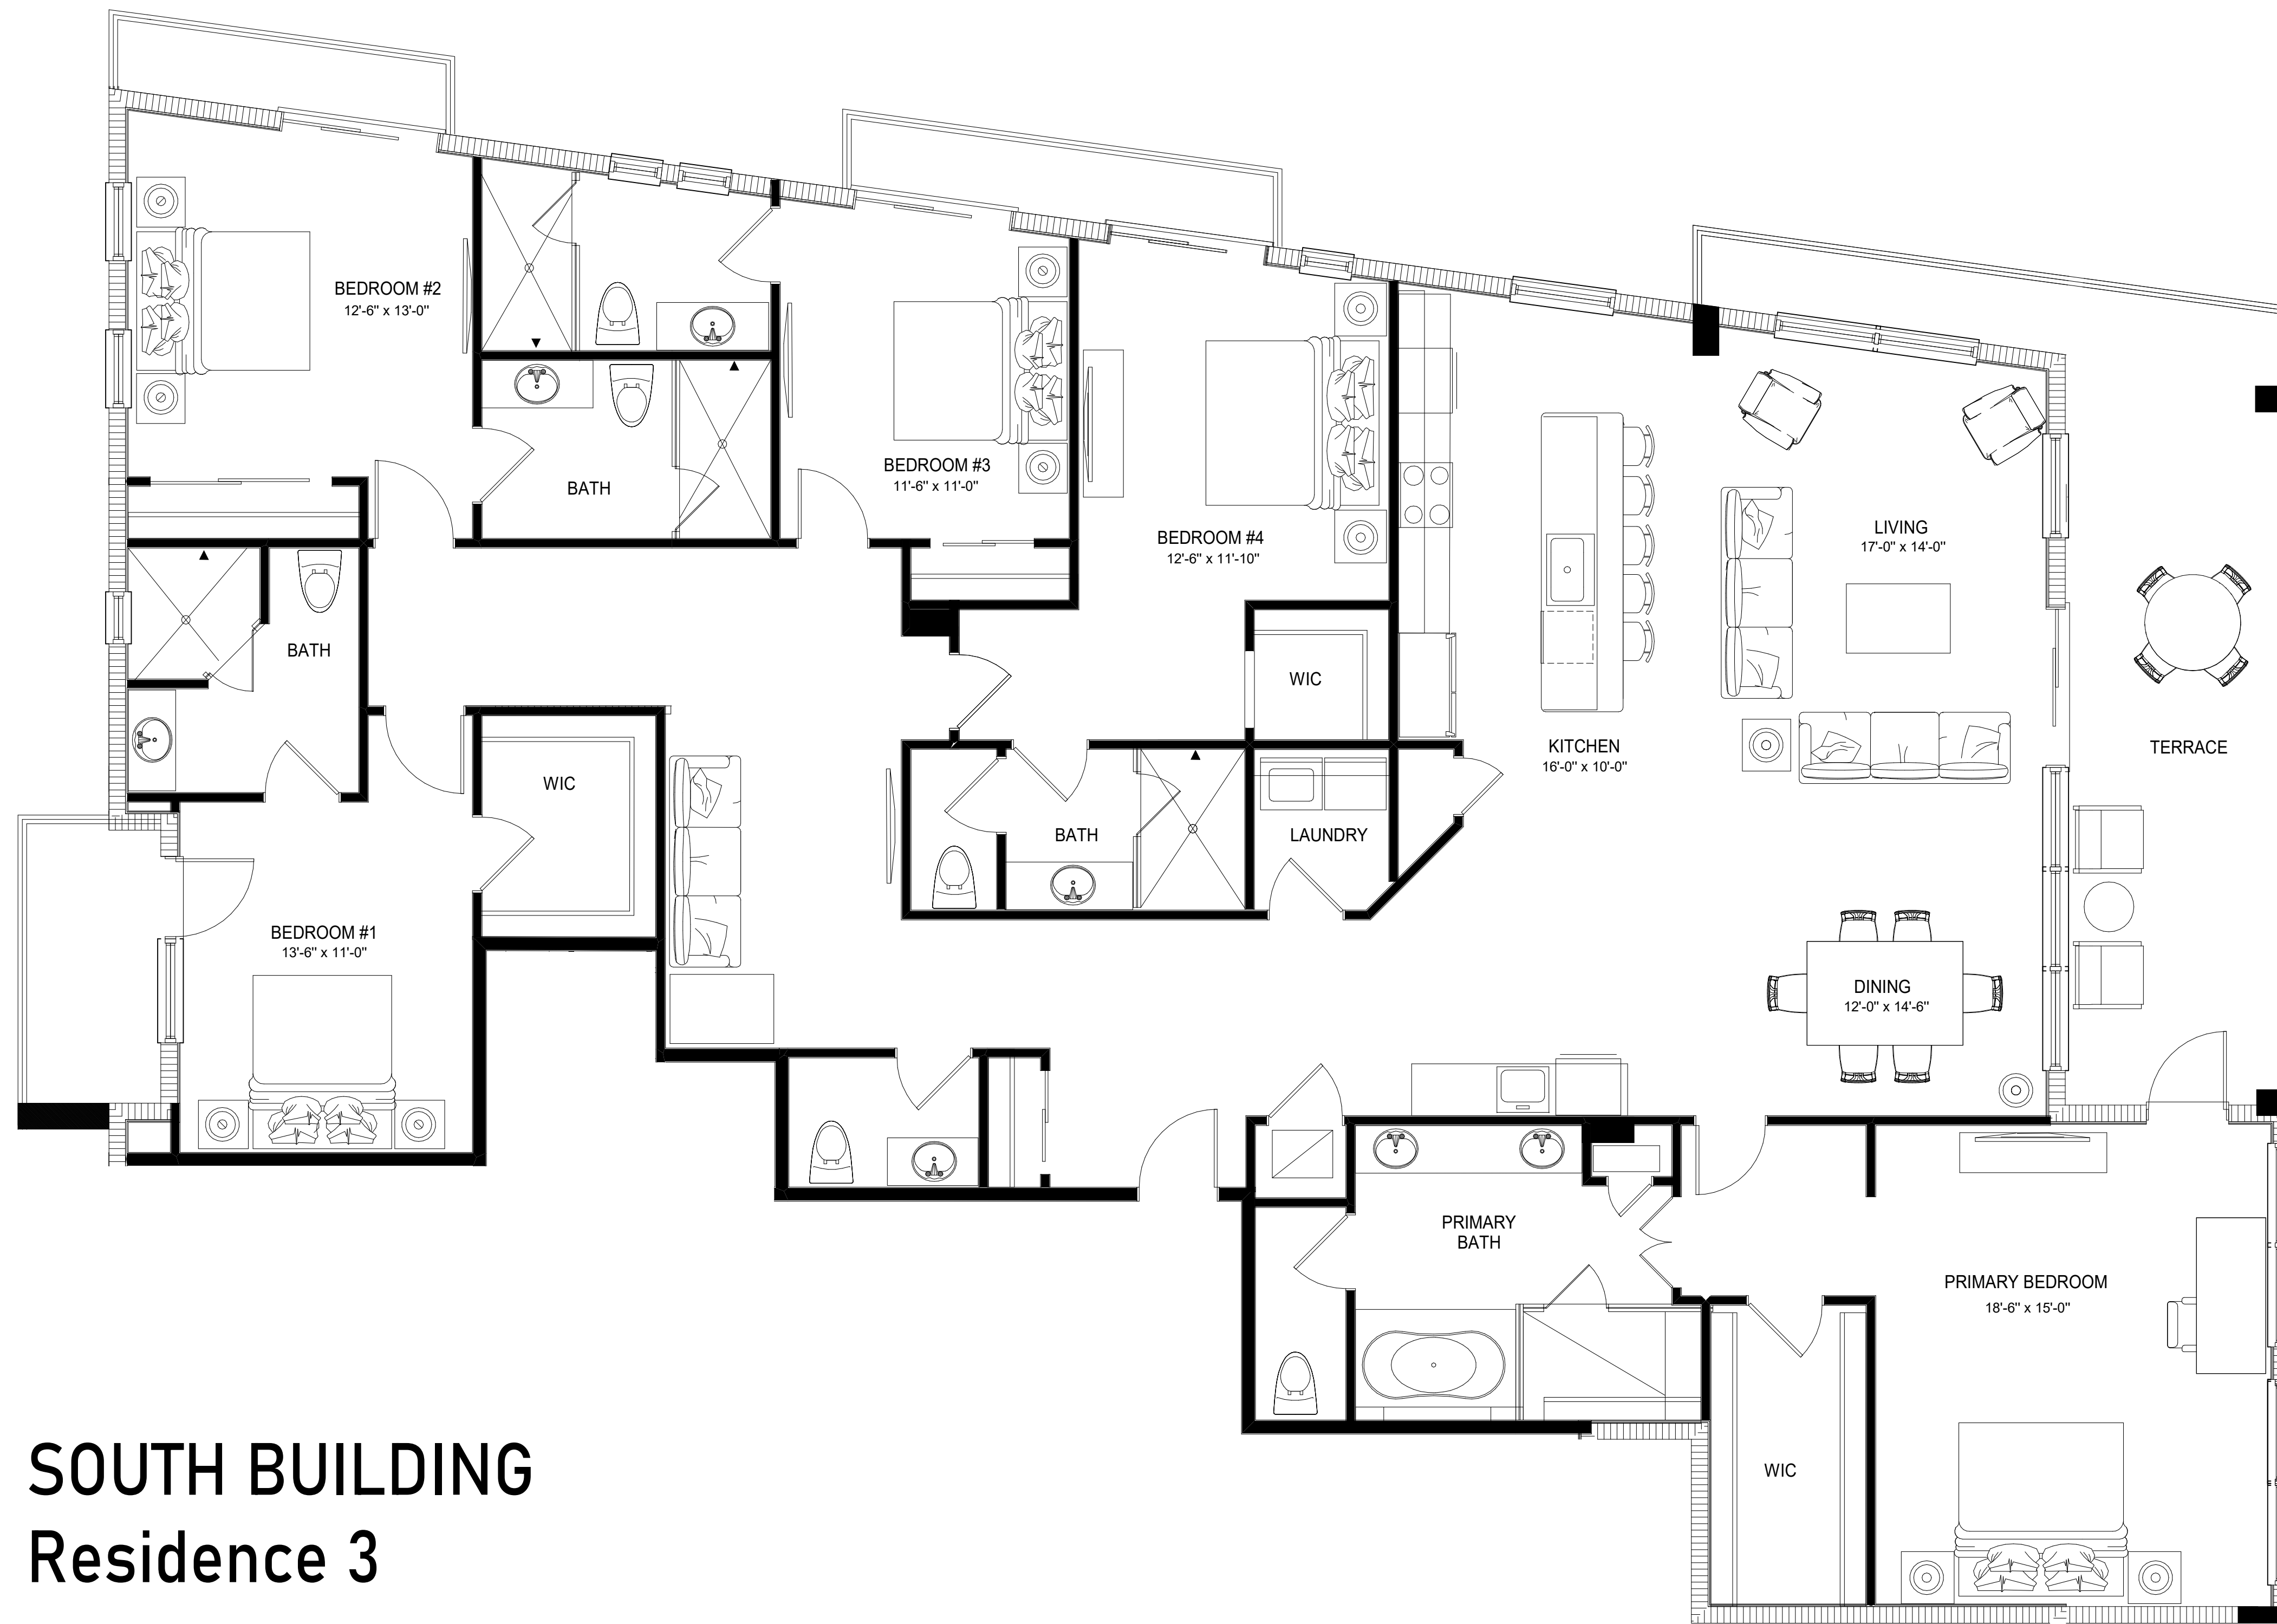 BEDROOM #2
12'-6" x 13'-0"
BATH
BEDROOM #3
11'-6" x 11'-0"
BEDROOM #4
12'-6" x 11'-10"
LIVING
17'-0" x 14'-0"
BATH
WIC
KITCHEN
16'-0" x 10'-0"
TERRACE
WIC
BATH
LAUNDRY
BEDROOM #1
13'-6" x 11'-0"
DINING
12'-0" x 14'-6"
PRIMARY
BATH
PRIMARY BEDROOM
18'-6" x 15'-0"
WIC
SOUTH BUILDING
Residence 3